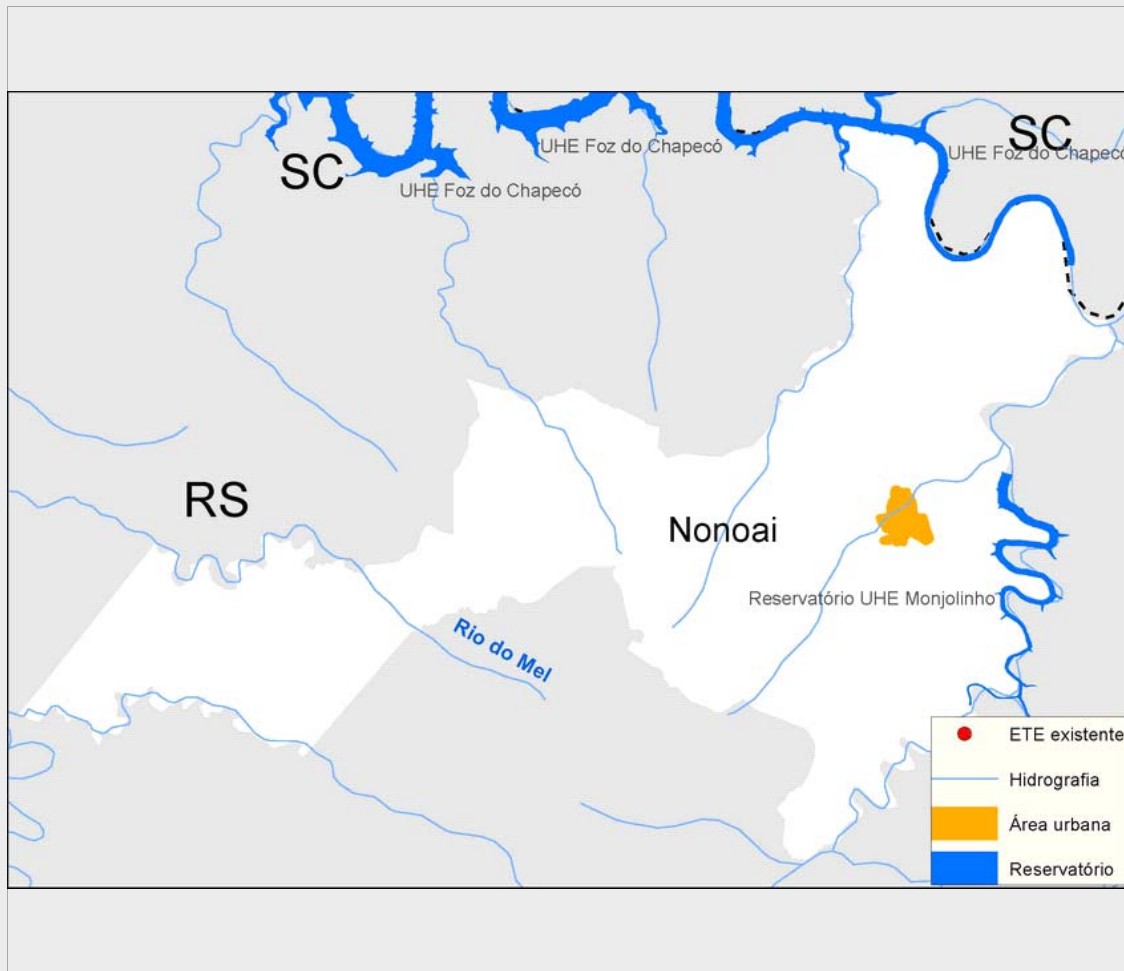 SC
UHE Foz do Chapecó
UHE Foz do Chapecó
SC
UHE Foz do Chapecó
RS
Nonoai
Reservatório UHE Monjolinho
Rio do Mel
ETE existente
Hidrografia
Área urbana
Reservatório